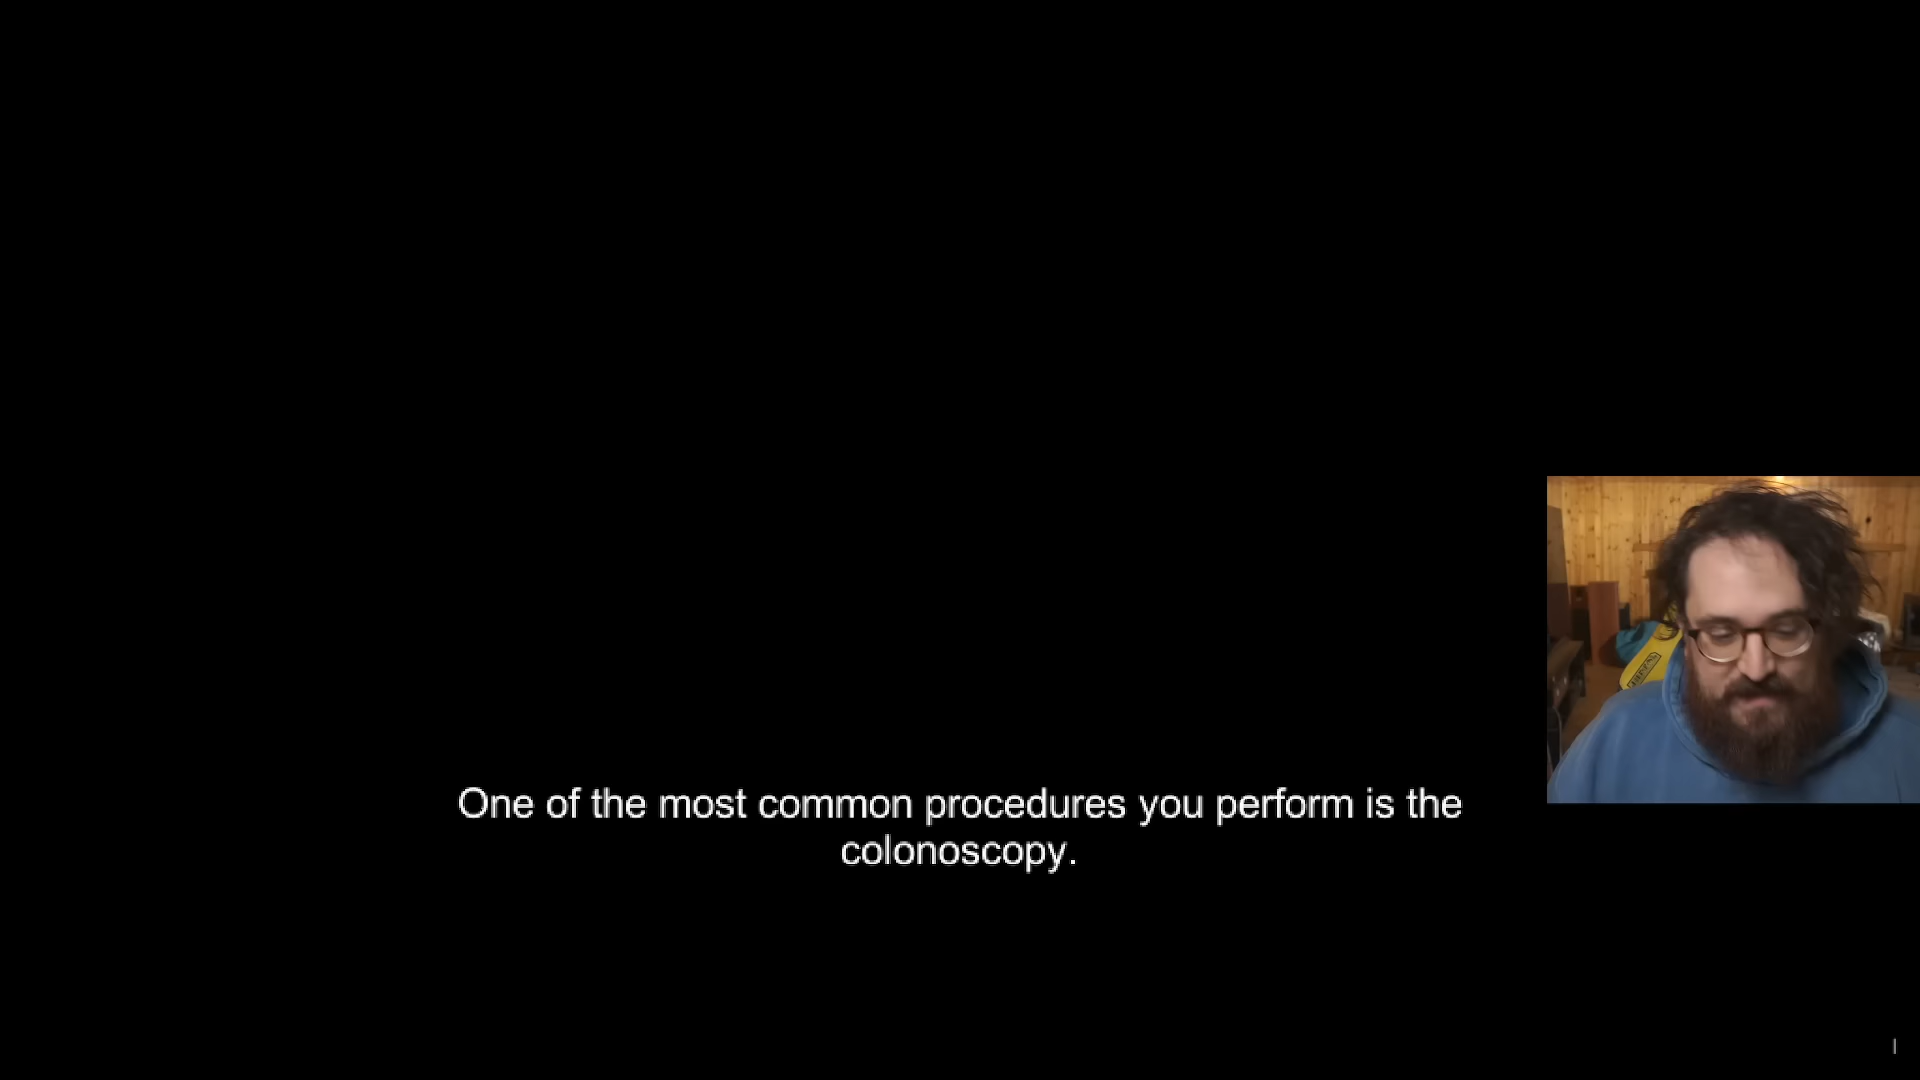 One of the most common procedures you perform is the
colonoscopy.